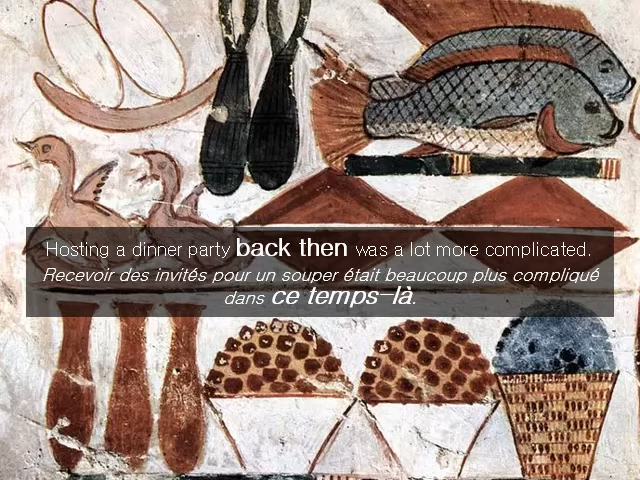 Hosting a dinner party back then was a lot more complicated.
Recevoir des invités pour un souper était beaucoup plus compliqué
dans ce temps-là.